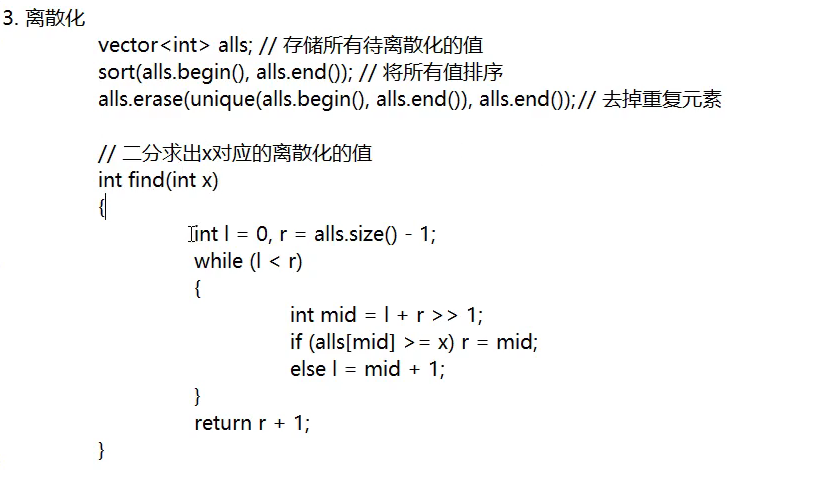 3. 离散化
vector<int> alls; // 存储所有待离散化的值
sort(alls.begin(), alls.end()); // 将所有值排序
alls.erase(unique(alls.begin(), alls.end()), alls.end());// 去掉重复元素
// 二分求出x对应的离散化的值
int find(int x)
{
int l = 0, r = alls.size() - 1;
while (l < r)
{
int mid = l + r >> 1;
if (alls[mid] >= x) r = mid;
else l = mid + 1;
}
return r + 1;
}